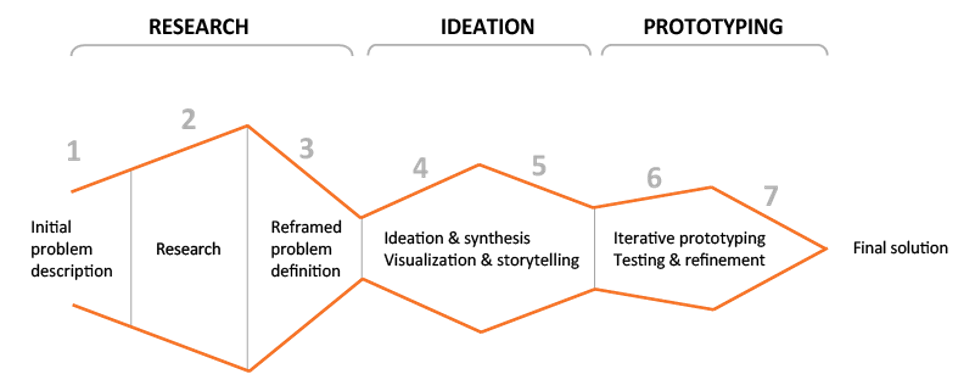 RESEARCH
IDEATION
PROTOTYPING
1
2
3
4
5
6
7
Initial
problem
description
Research
Reframed
problem
definition
Ideation & synthesis
Visualization & storytelling
Iterative prototyping
Testing & refinement
Final solution